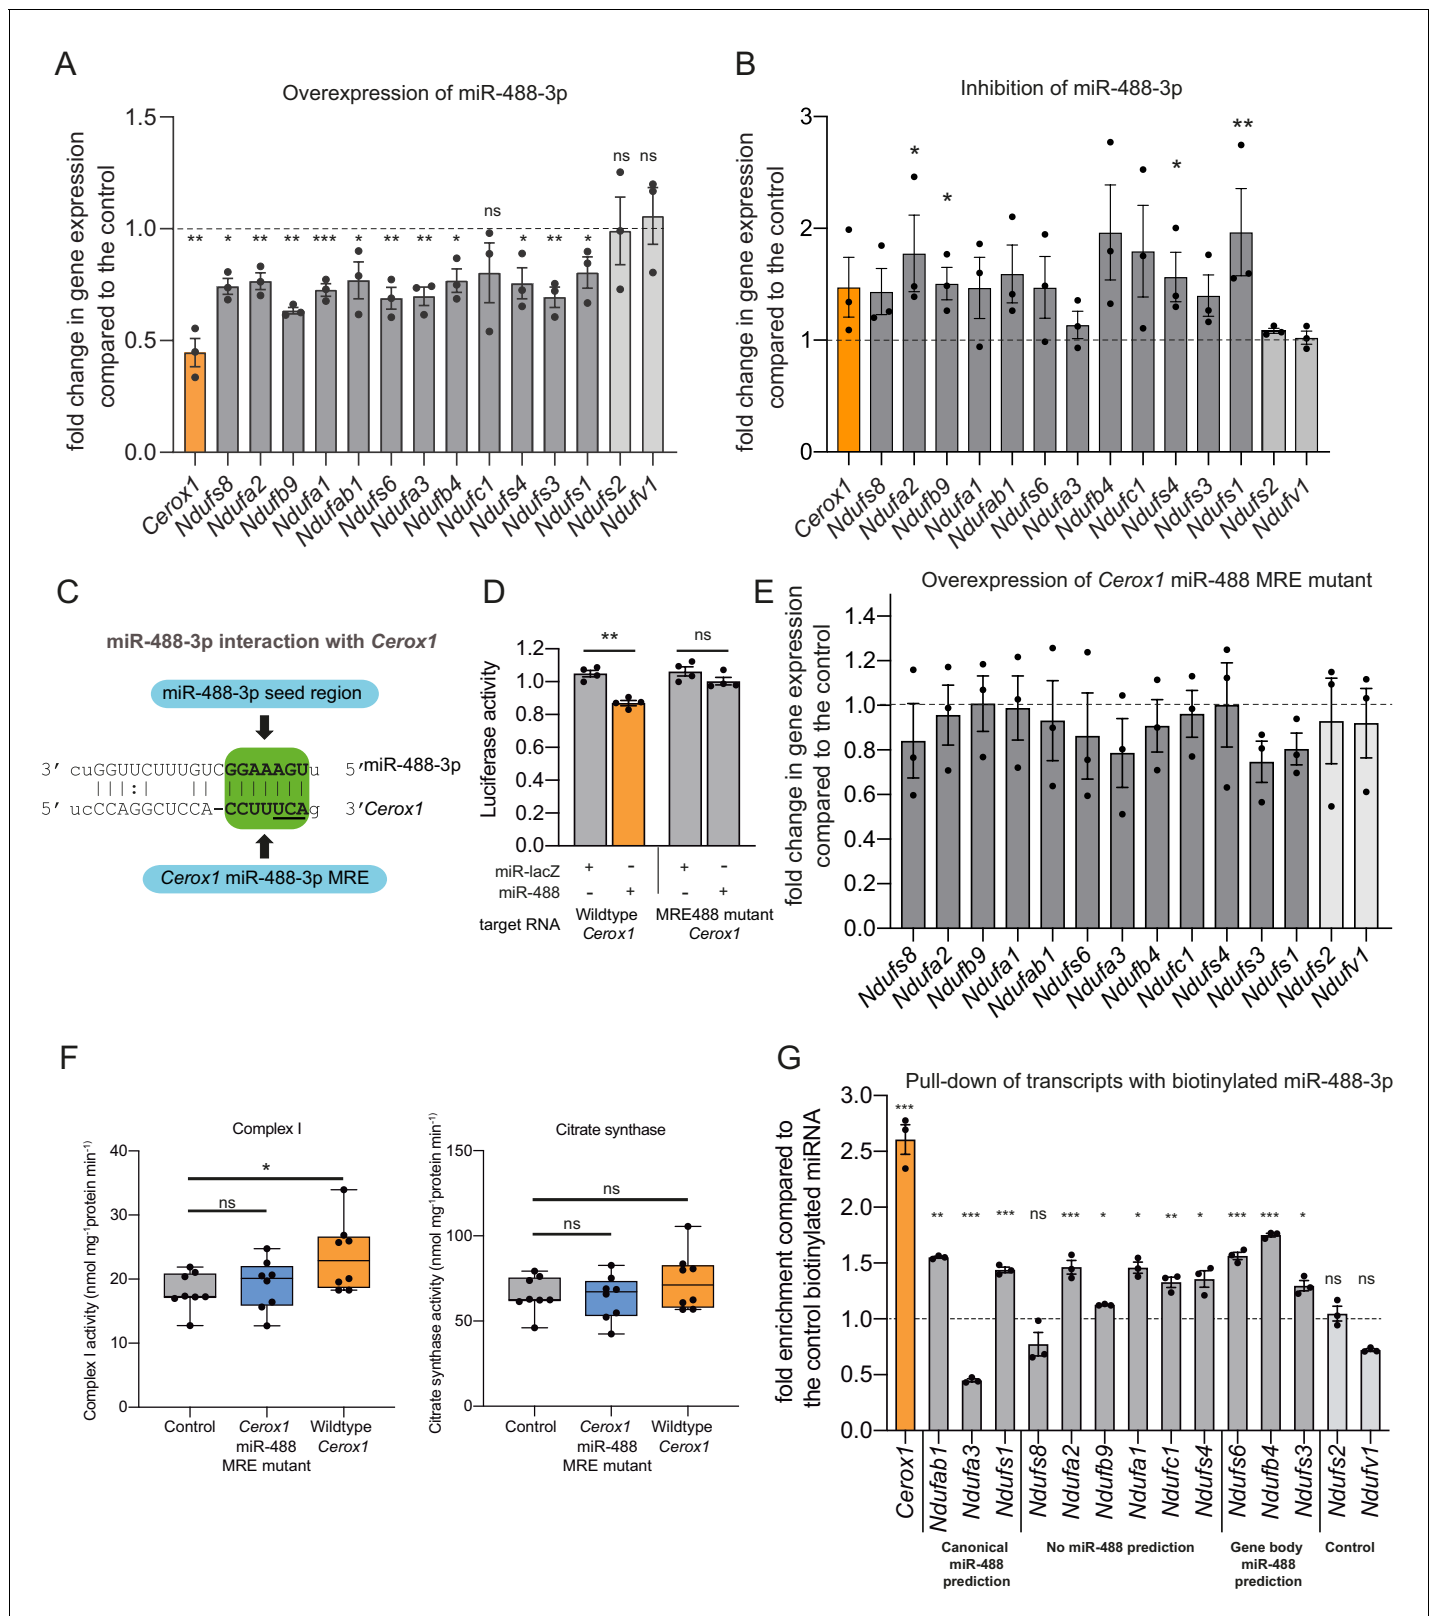 A
Overexpression of miR-488-3p
fold change in gene expression
compared to the control
1.5
1.0
0.5
0.0
** * ** ** *** * ** ** * ns * ** * ns ns
Cerox1 Ndufs8 Ndufa2 Ndufb9 Ndufa1 Ndufab1 Ndufs6 Ndufa3 Ndufb4 Ndufc1 Ndufs4 Ndufs3 Ndufs1 Ndufs2 Ndufv1
B
Inhibition of miR-488-3p
fold change in gene expression
compared to the control
3
2
1
0
* * * **
Cerox1 Ndufs8 Ndufa2 Ndufb9 Ndufa1 Ndufab1 Ndufs6 Ndufa3 Ndufb4 Ndufc1 Ndufs4 Ndufs3 Ndufs1 Ndufs2 Ndufv1
C
miR-488-3p interaction with Cerox1
miR-488-3p seed region
3′ cuGGUUCUUUGUCGGAAAGUu 5′miR-488-3p
|||:| || |||||||
5′ ucCCAGGCUCCA-CCUUUCAg 3′Cerox1
Cerox1 miR-488-3p MRE
D
Luciferase activity
1.2
1.0
0.8
0.6
0.4
0.2
0.0
** ns
miR-lacZ + - + -
miR-488 - + - +
target RNA
Wildtype
Cerox1
MRE488 mutant
Cerox1
E
Overexpression of Cerox1 miR-488 MRE mutant
fold change in gene expression
compared to the control
1.4
1.2
1.0
0.8
0.6
0.4
0.2
0.0
Ndufs8 Ndufa2 Ndufb9 Ndufa1 Ndufab1 Ndufs6 Ndufa3 Ndufb4 Ndufc1 Ndufs4 Ndufs3 Ndufs1 Ndufs2 Ndufv1
F
Complex I
Complex I activity (nmol mg⁻¹protein min⁻¹)
40
30
20
10
0
*
ns
Control
Cerox1
miR-488
MRE mutant
Wildtype
Cerox1
Citrate synthase
Citrate synthase activity (nmol mg⁻¹protein min⁻¹)
150
100
50
0
ns
ns
Control
Cerox1
miR-488
MRE mutant
Wildtype
Cerox1
G
Pull-down of transcripts with biotinylated miR-488-3p
fold enrichment compared to
the control biotinylated miRNA
3.0
2.5
2.0
1.5
1.0
0.5
0.0
*** ** *** *** ns *** * * ** * *** *** * ns ns
Cerox1 Ndufab1 Ndufa3 Ndufs1 Ndufs8 Ndufa2 Ndufb9 Ndufa1 Ndufc1 Ndufs4 Ndufs6 Ndufb4 Ndufs3 Ndufs2 Ndufv1
Canonical
miR-488
prediction
No miR-488 prediction
Gene body
miR-488
prediction
Control